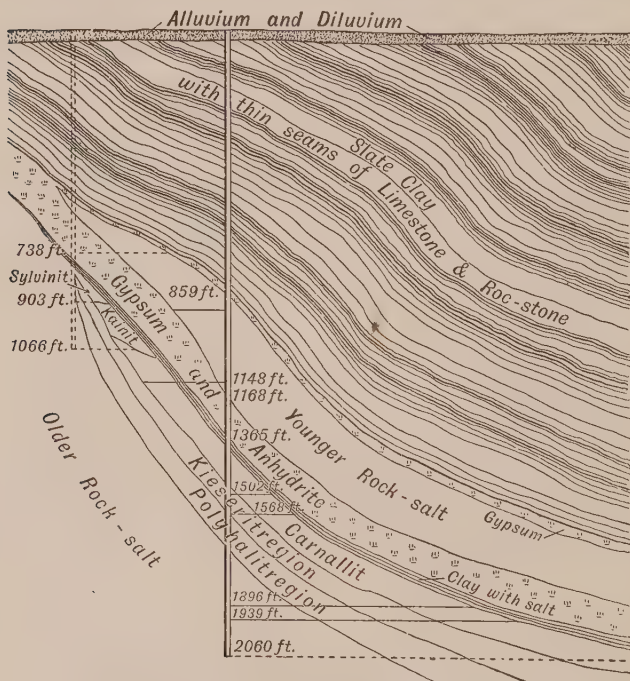 Alluvium and Diluvium
with thin seams of Limestone & Roc-stone
Slate Clay
738 ft.
Sylvinit
903 ft.
Kainit
1066 ft.
Gypsum and Anhydrite
859 ft.
1148 ft.
1168 ft.
1365 ft.
Younger Rock-salt
Older Rock-salt
1502 ft.
1568 ft.
Gypsum
Kieseritregion
Polyhalitregion
Carnallit
Clay with salt
1896 ft.
1939 ft.
2060 ft.